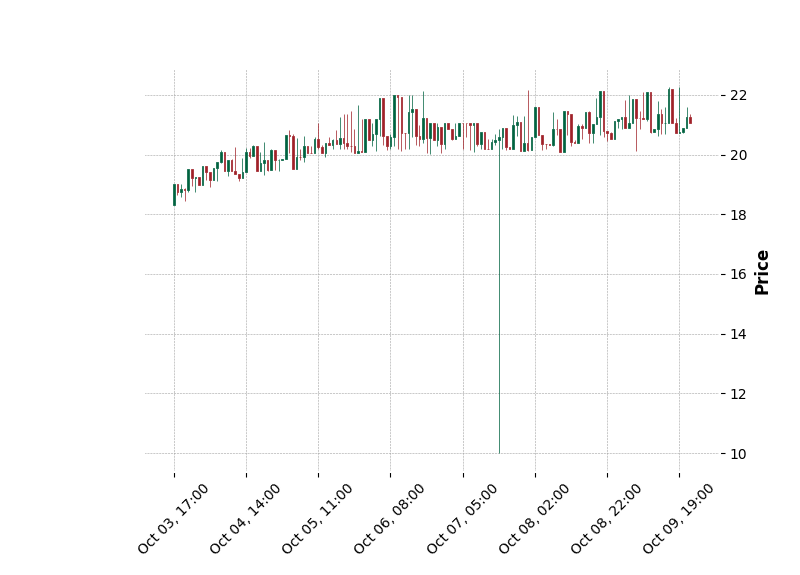 22
20
18
16
14
12
10
Price
Oct 03, 17:00
Oct 04, 14:00
Oct 05, 11:00
Oct 06, 08:00
Oct 07, 05:00
Oct 08, 02:00
Oct 08, 22:00
Oct 09, 19:00